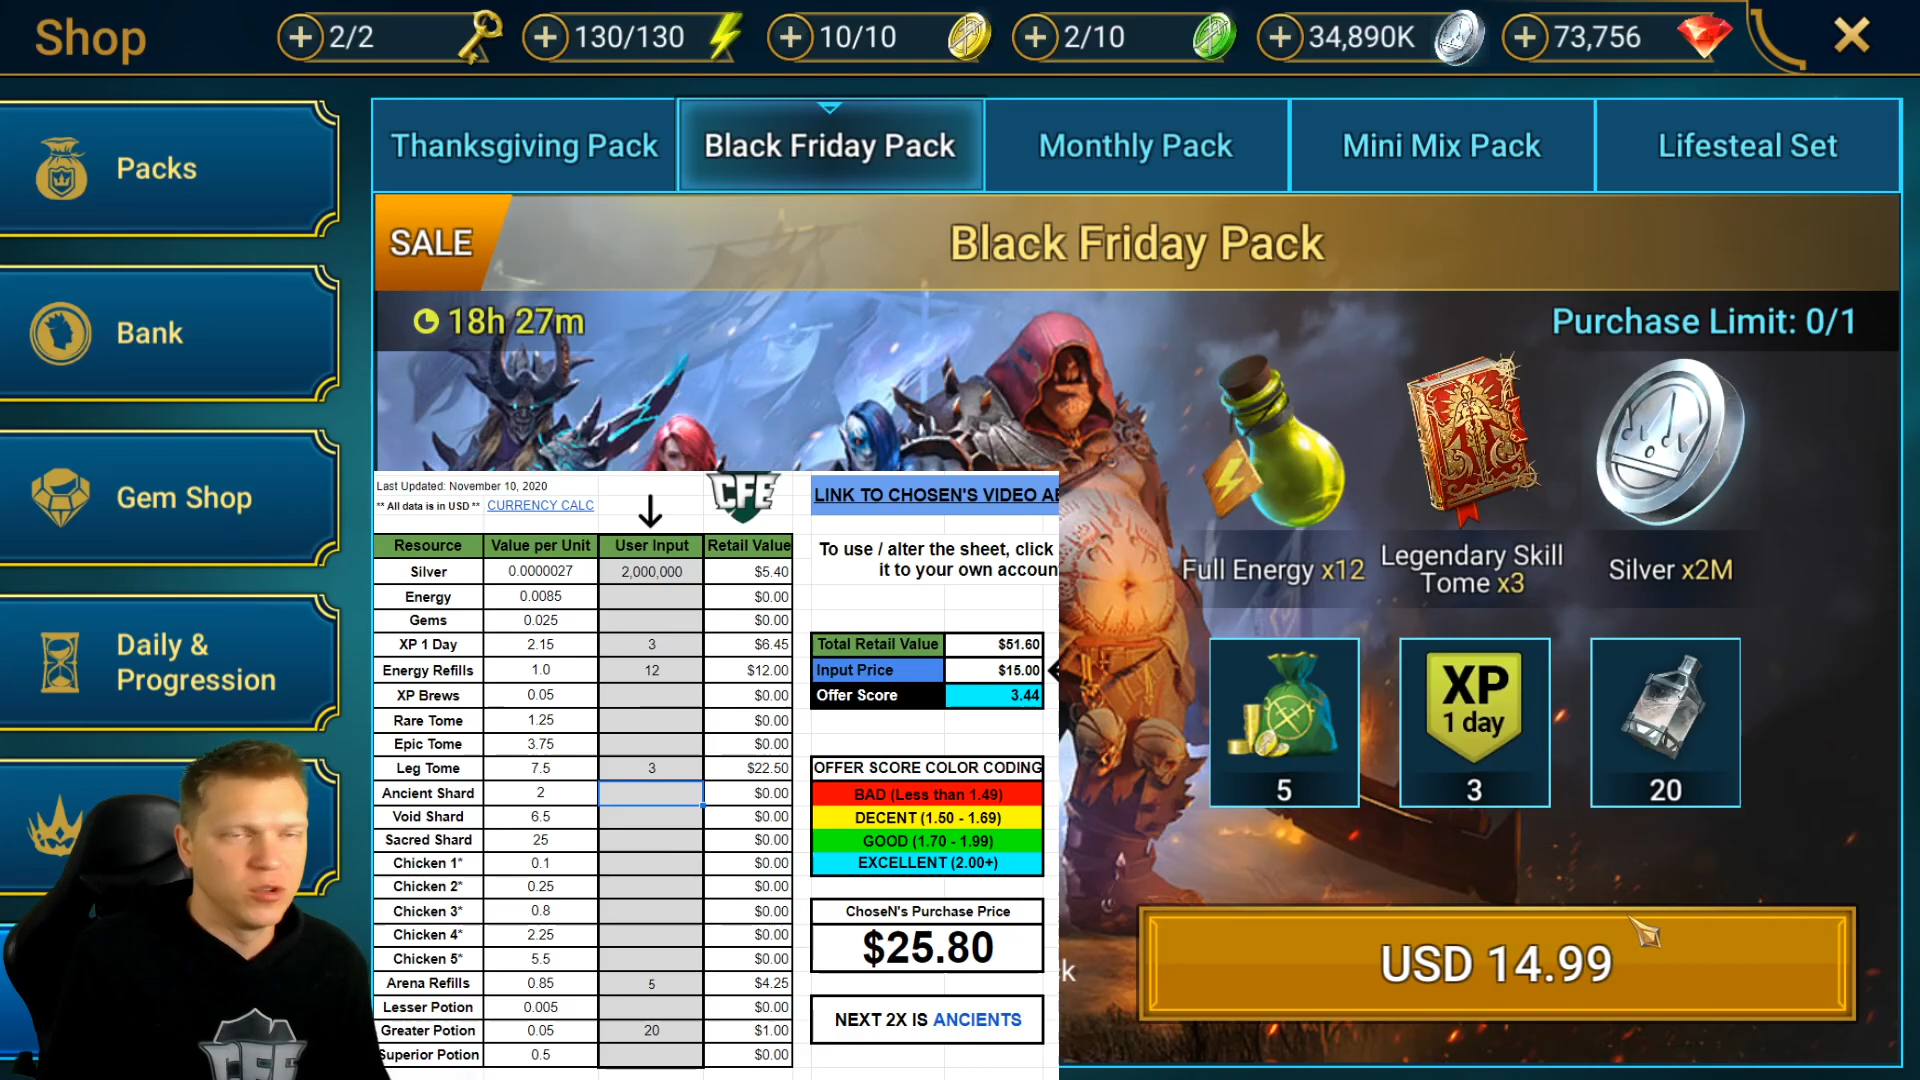 Shop
2/2
130/130
10/10
2/10
34,890K
73,756
Packs
Bank
Gem Shop
Daily &
Progression
Thanksgiving Pack
Black Friday Pack
Monthly Pack
Mini Mix Pack
Lifesteal Set
SALE
Black Friday Pack
18h 27m
Purchase Limit: 0/1
Full Energy x12
Legendary Skill
Tome x3
Silver x2M
5
XP
1 day
3
20
USD 14.99
k
Last Updated: November 10, 2020
** All data is in USD ** CURRENCY CALC
CFE
LINK TO CHOSEN'S VIDEO A
To use / alter the sheet, click
it to your own accoun
Resource Value per Unit User Input Retail Value
Silver 0.0000027 2,000,000 $5.40
Energy 0.0085 $0.00
Gems 0.025 $0.00
XP 1 Day 2.15 3 $6.45
Energy Refills 1.0 12 $12.00
XP Brews 0.05 $0.00
Rare Tome 1.25 $0.00
Epic Tome 3.75 $0.00
Leg Tome 7.5 3 $22.50
Ancient Shard 2 $0.00
Void Shard 6.5 $0.00
Sacred Shard 25 $0.00
Chicken 1* 0.1 $0.00
Chicken 2* 0.25 $0.00
Chicken 3* 0.8 $0.00
Chicken 4* 2.25 $0.00
Chicken 5* 5.5 $0.00
Arena Refills 0.85 5 $4.25
Lesser Potion 0.005 $0.00
Greater Potion 0.05 20 $1.00
Superior Potion 0.5 $0.00
Total Retail Value $51.60
Input Price $15.00
Offer Score 3.44
OFFER SCORE COLOR CODING
BAD (Less than 1.49)
DECENT (1.50 - 1.69)
GOOD (1.70 - 1.99)
EXCELLENT (2.00+)
ChoseN's Purchase Price
$25.80
NEXT 2X IS ANCIENTS
CFE